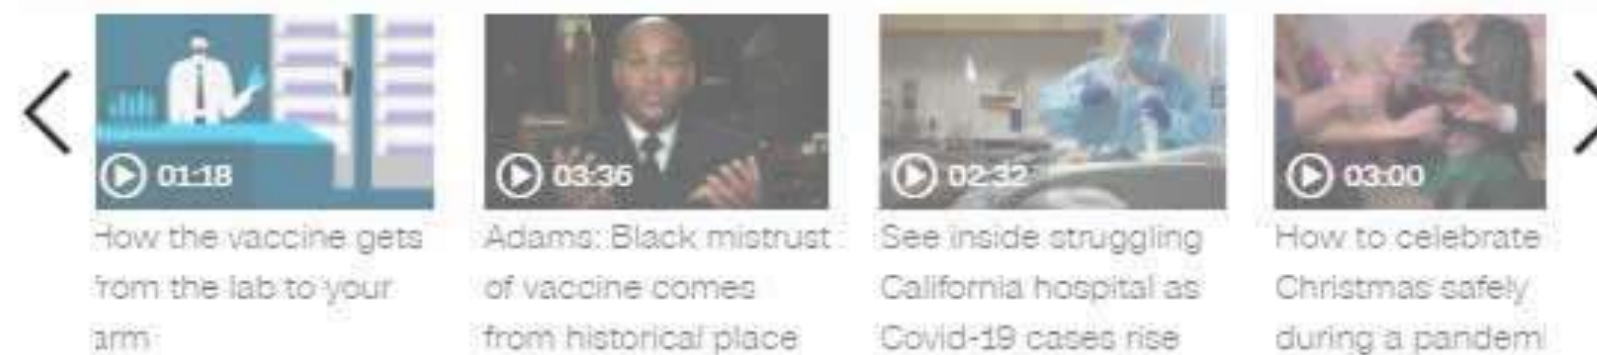 01:18
How the vaccine gets
from the lab to your
arm
03:36
Adams: Black mistrust
of vaccine comes
from historical place
02:32
See inside struggling
California hospital as
Covid-19 cases rise
03:00
How to celebrate
Christmas safely
during a pandemi